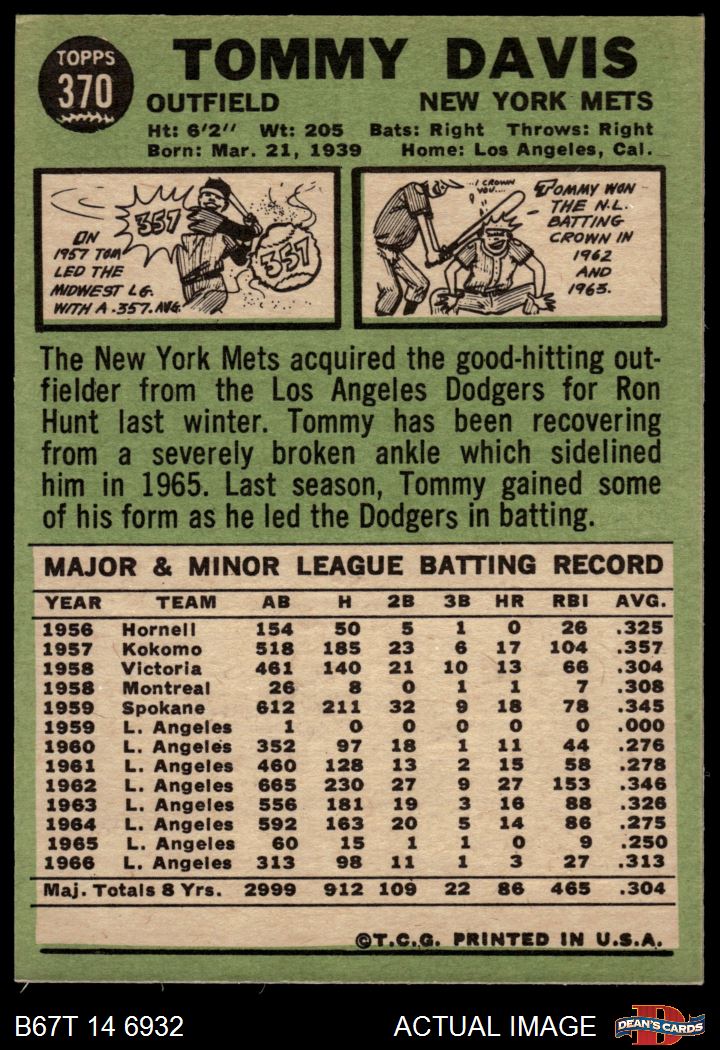 TOPPS
370
TOMMY DAVIS
OUTFIELD NEW YORK METS
Ht: 6'2" Wt: 205 Bats: Right Throws: Right
Born: Mar. 21, 1939 Home: Los Angeles, Cal.
357
357
ON
1957 TOM
LED THE
MIDWEST LG.
WITH A .357. AVG.
..I CROWN
YOU....
TOMMY WON
THE N.L.
BATTING
CROWN IN
1962
AND
1963.
The New York Mets acquired the good-hitting out-
fielder from the Los Angeles Dodgers for Ron
Hunt last winter. Tommy has been recovering
from a severely broken ankle which sidelined
him in 1965. Last season, Tommy gained some
of his form as he led the Dodgers in batting.
MAJOR & MINOR LEAGUE BATTING RECORD
YEAR TEAM AB H 2B 3B HR RBI AVG.
1956 Hornell 154 50 5 1 0 26 .325
1957 Kokomo 518 185 23 6 17 104 .357
1958 Victoria 461 140 21 10 13 66 .304
1958 Montreal 26 8 0 1 1 7 .308
1959 Spokane 612 211 32 9 18 78 .345
1959 L. Angeles 1 0 0 0 0 0 .000
1960 L. Angeles 352 97 18 1 11 44 .276
1961 L. Angeles 460 128 13 2 15 58 .278
1962 L. Angeles 665 230 27 9 27 153 .346
1963 L. Angeles 556 181 19 3 16 88 .326
1964 L. Angeles 592 163 20 5 14 86 .275
1965 L. Angeles 60 15 1 1 0 9 .250
1966 L. Angeles 313 98 11 1 3 27 .313
Maj. Totals 8 Yrs. 2999 912 109 22 86 465 .304
©T.C.G. PRINTED IN U.S.A.
B67T 14 6932 ACTUAL IMAGE
D
DEAN'S CARDS